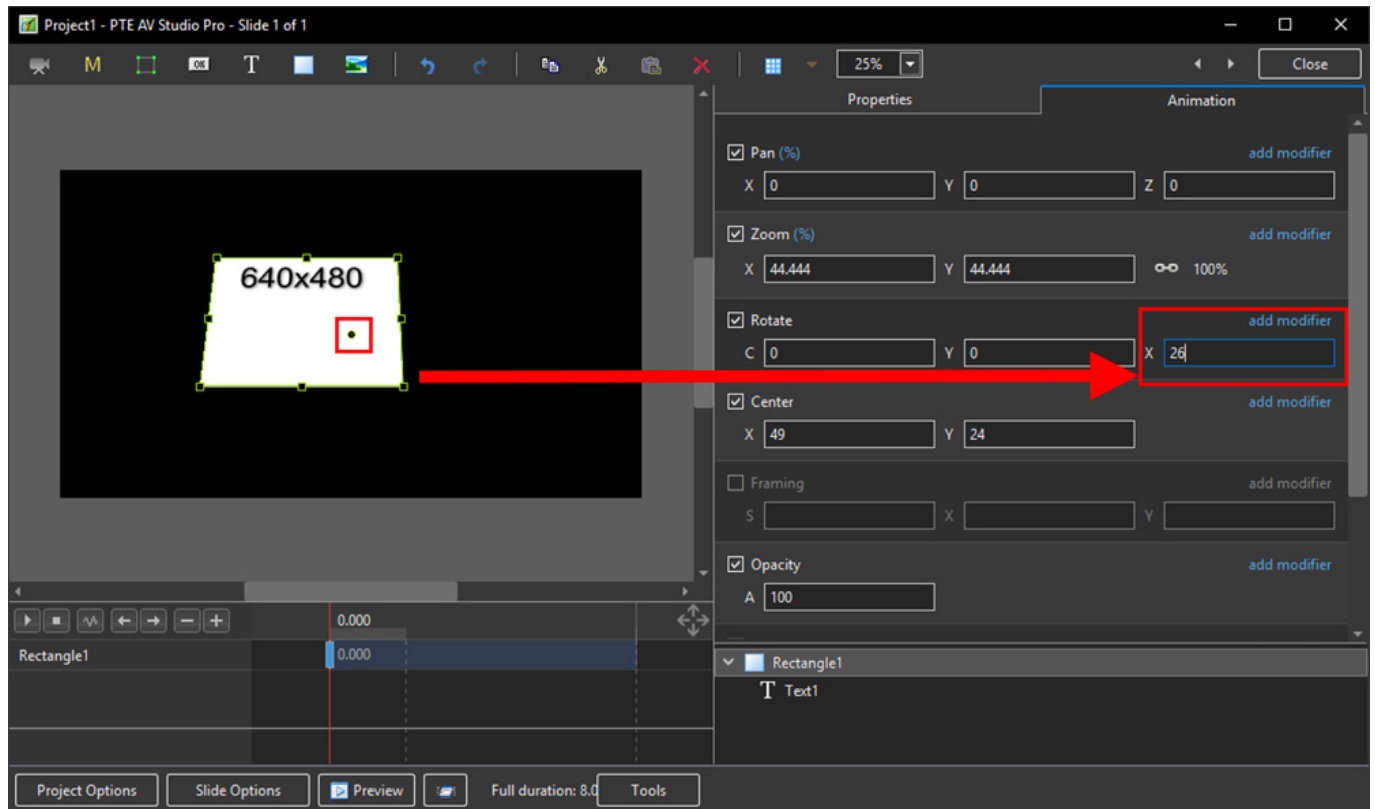 Project1 - PTE AV Studio Pro - Slide 1 of 1
M OK T 25% Close
Properties Animation
Pan (%) add modifier
X 0 Y 0 Z 0
Zoom (%) add modifier
X 44.444 Y 44.444 100%
640x480
Rotate add modifier
C 0 Y 0 X 26
Center add modifier
X 49 Y 24
Framing add modifier
S X Y
Opacity add modifier
A 100
0.000
Rectangle1 0.000
Rectangle1
T Text1
Project Options Slide Options Preview Full duration: 8.0 Tools